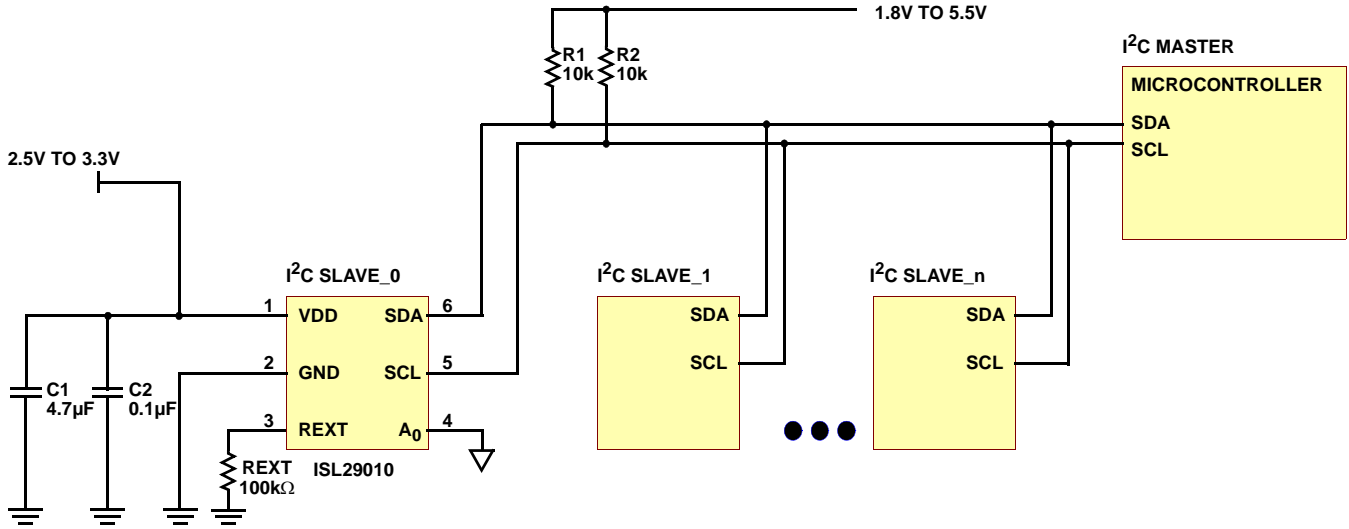 1.8V TO 5.5V
R1
10k
R2
10k
I²C MASTER
MICROCONTROLLER
SDA
SCL
2.5V TO 3.3V
I²C SLAVE_0
1
VDD
SDA
6
2
GND
SCL
5
3
REXT
A₀
4
C1
4.7µF
C2
0.1µF
REXT
100kΩ
ISL29010
I²C SLAVE_1
SDA
SCL
I²C SLAVE_n
SDA
SCL